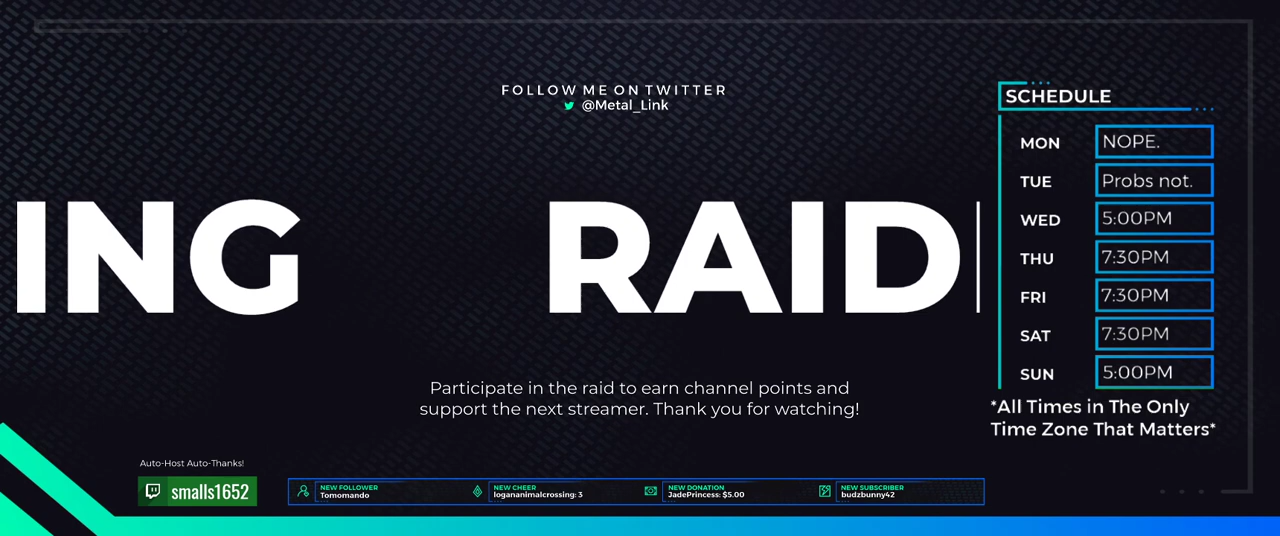 FOLLOW ME ON TWITTER
@Metal_Link
ING RAID
Participate in the raid to earn channel points and
support the next streamer. Thank you for watching!
SCHEDULE
MON NOPE.
TUE Probs not.
WED 5:00PM
THU 7:30PM
FRI 7:30PM
SAT 7:30PM
SUN 5:00PM
*All Times in The Only
Time Zone That Matters*
Auto-Host Auto-Thanks!
smalls1652
NEW FOLLOWER
Tomomando
NEW CHEER
logananimalcrossing: 3
NEW DONATION
JadePrincess: $5.00
NEW SUBSCRIBER
budzbunny42